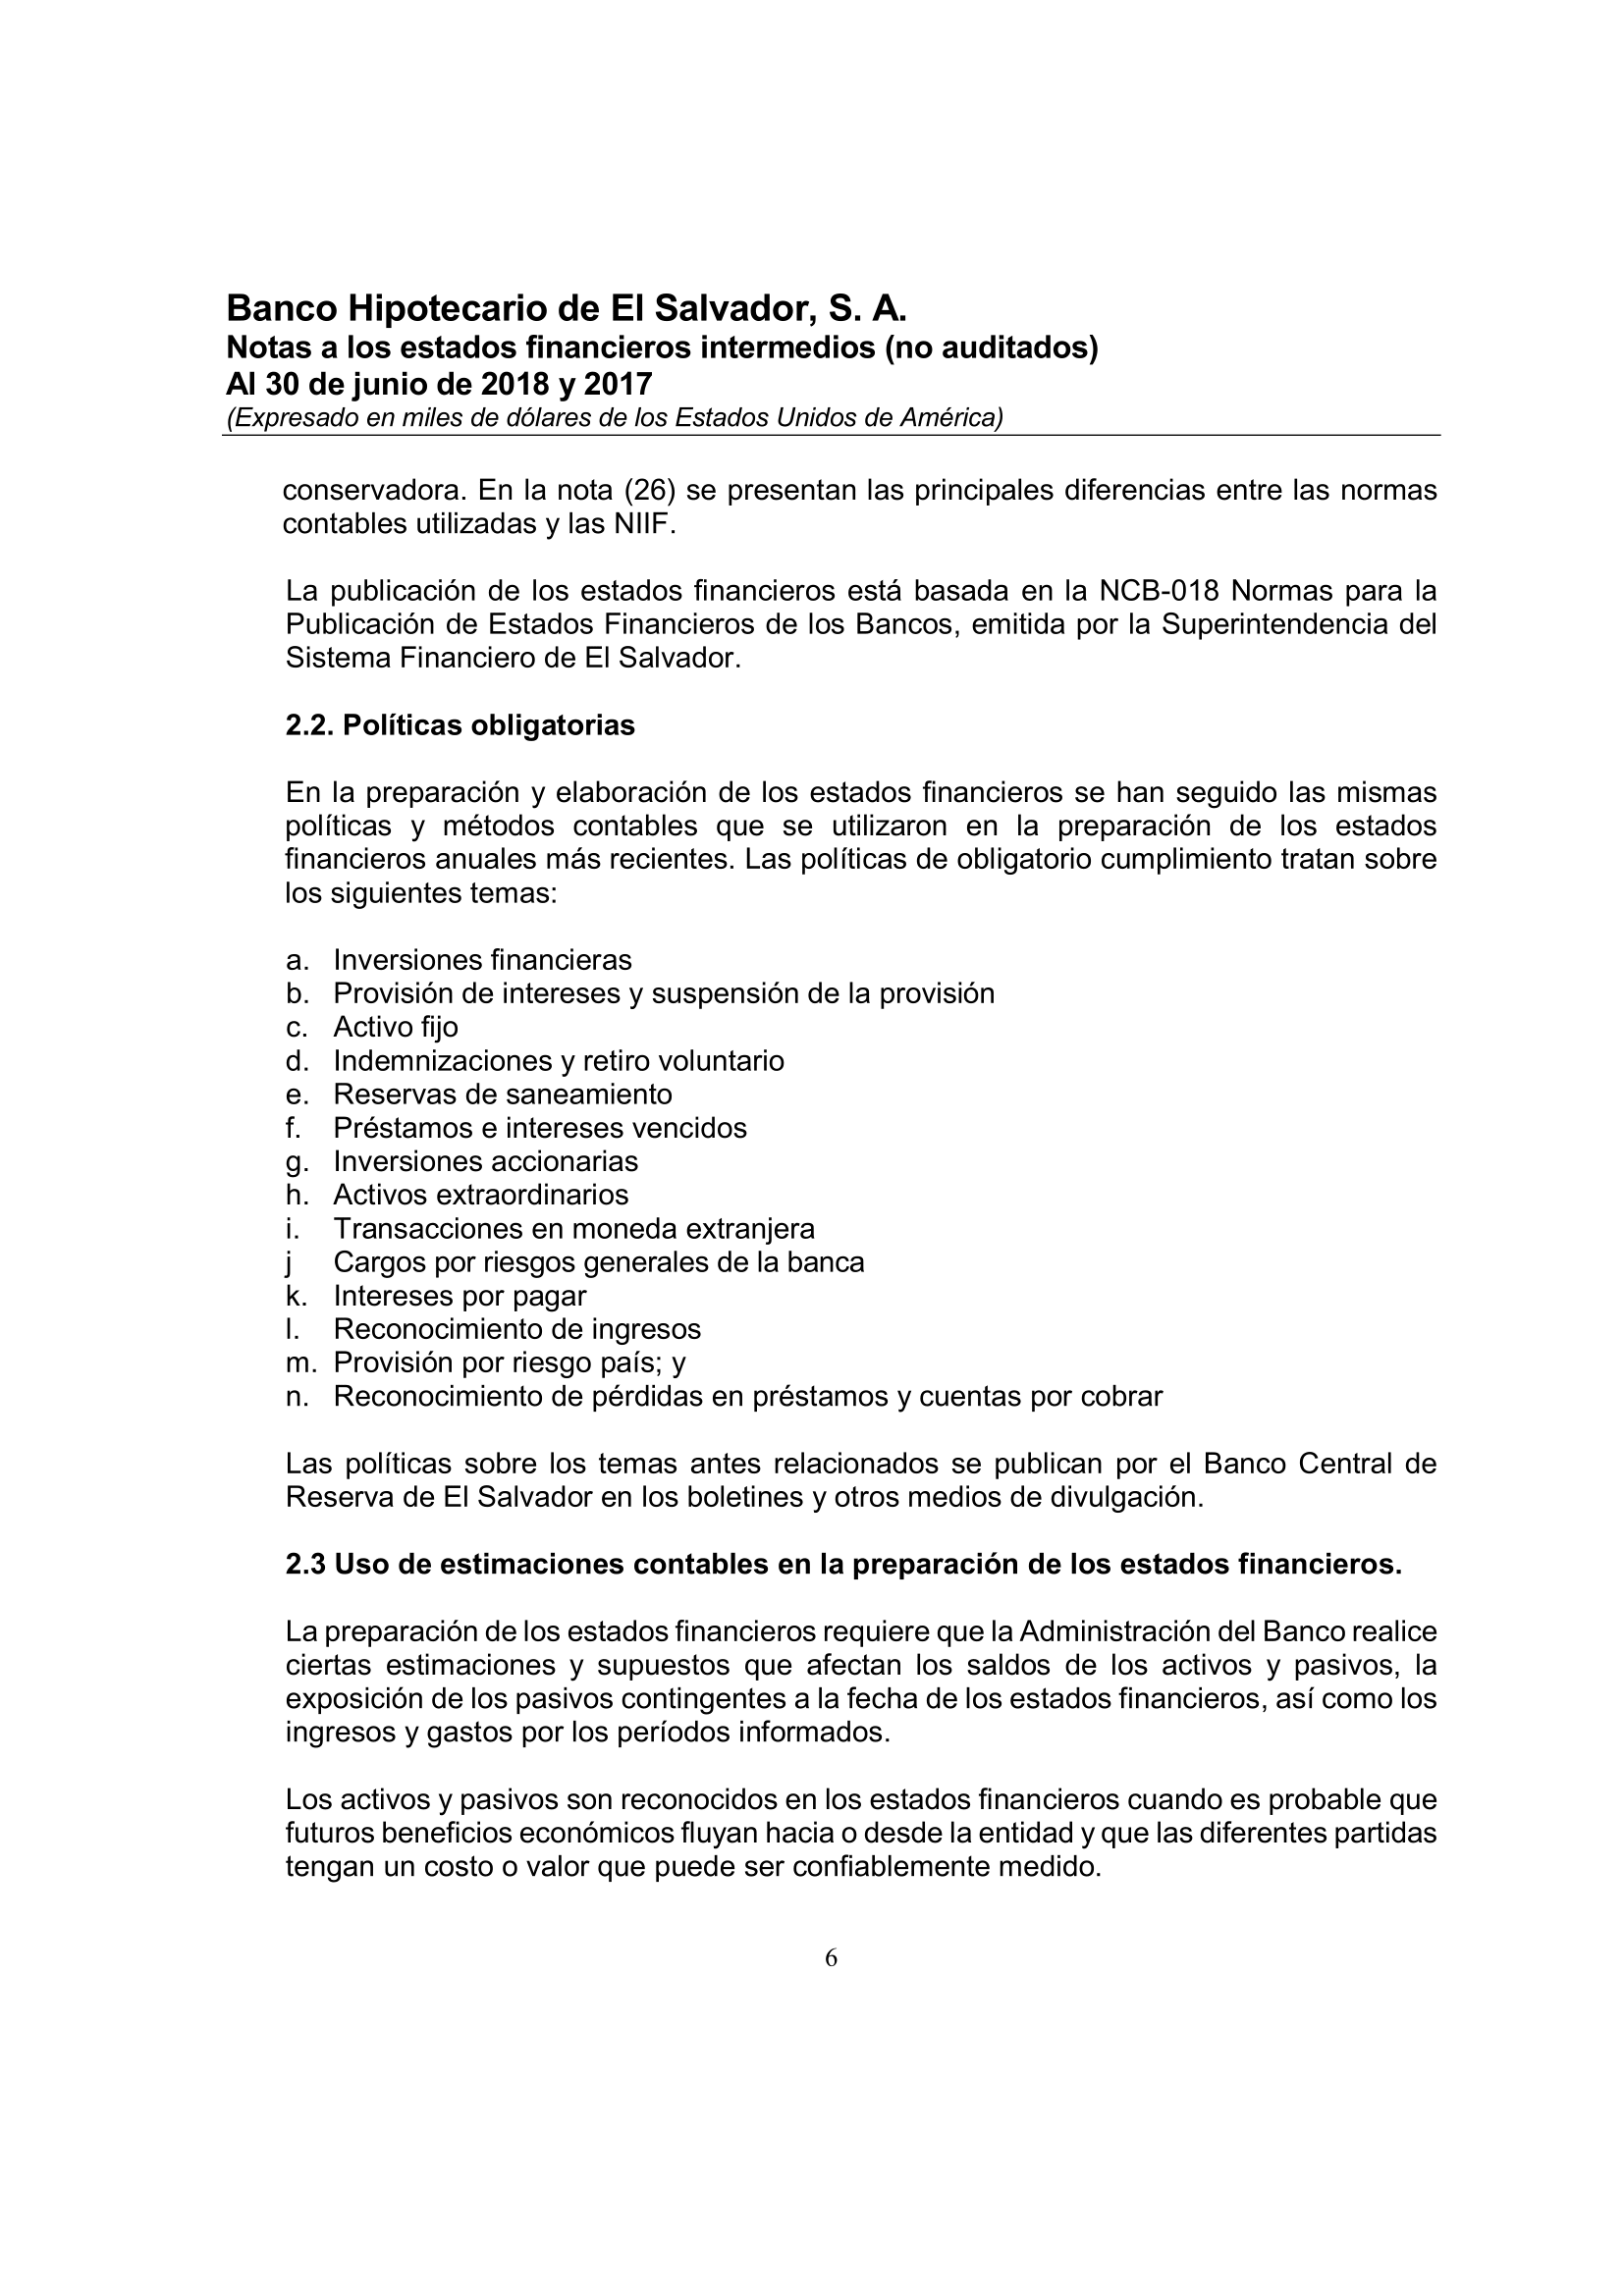 Banco Hipotecario de El Salvador, S. A.
Notas a los estados financieros intermedios (no auditados)
Al 30 de junio de 2018 y 2017
(Expresado en miles de dólares de los Estados Unidos de América)
conservadora. En la nota (26) se presentan las principales diferencias entre las normas
contables utilizadas y las NIIF.
La publicación de los estados financieros está basada en la NCB-018 Normas para la
Publicación de Estados Financieros de los Bancos, emitida por la Superintendencia del
Sistema Financiero de El Salvador.
2.2. Políticas obligatorias
En la preparación y elaboración de los estados financieros se han seguido las mismas
políticas y métodos contables que se utilizaron en la preparación de los estados
financieros anuales más recientes. Las políticas de obligatorio cumplimiento tratan sobre
los siguientes temas:
a. Inversiones financieras
b. Provisión de intereses y suspensión de la provisión
c. Activo fijo
d. Indemnizaciones y retiro voluntario
e. Reservas de saneamiento
f. Préstamos e intereses vencidos
g. Inversiones accionarias
h. Activos extraordinarios
i. Transacciones en moneda extranjera
j Cargos por riesgos generales de la banca
k. Intereses por pagar
l. Reconocimiento de ingresos
m. Provisión por riesgo país; y
n. Reconocimiento de pérdidas en préstamos y cuentas por cobrar
Las políticas sobre los temas antes relacionados se publican por el Banco Central de
Reserva de El Salvador en los boletines y otros medios de divulgación.
2.3 Uso de estimaciones contables en la preparación de los estados financieros.
La preparación de los estados financieros requiere que la Administración del Banco realice
ciertas estimaciones y supuestos que afectan los saldos de los activos y pasivos, la
exposición de los pasivos contingentes a la fecha de los estados financieros, así como los
ingresos y gastos por los períodos informados.
Los activos y pasivos son reconocidos en los estados financieros cuando es probable que
futuros beneficios económicos fluyan hacia o desde la entidad y que las diferentes partidas
tengan un costo o valor que puede ser confiablemente medido.
6